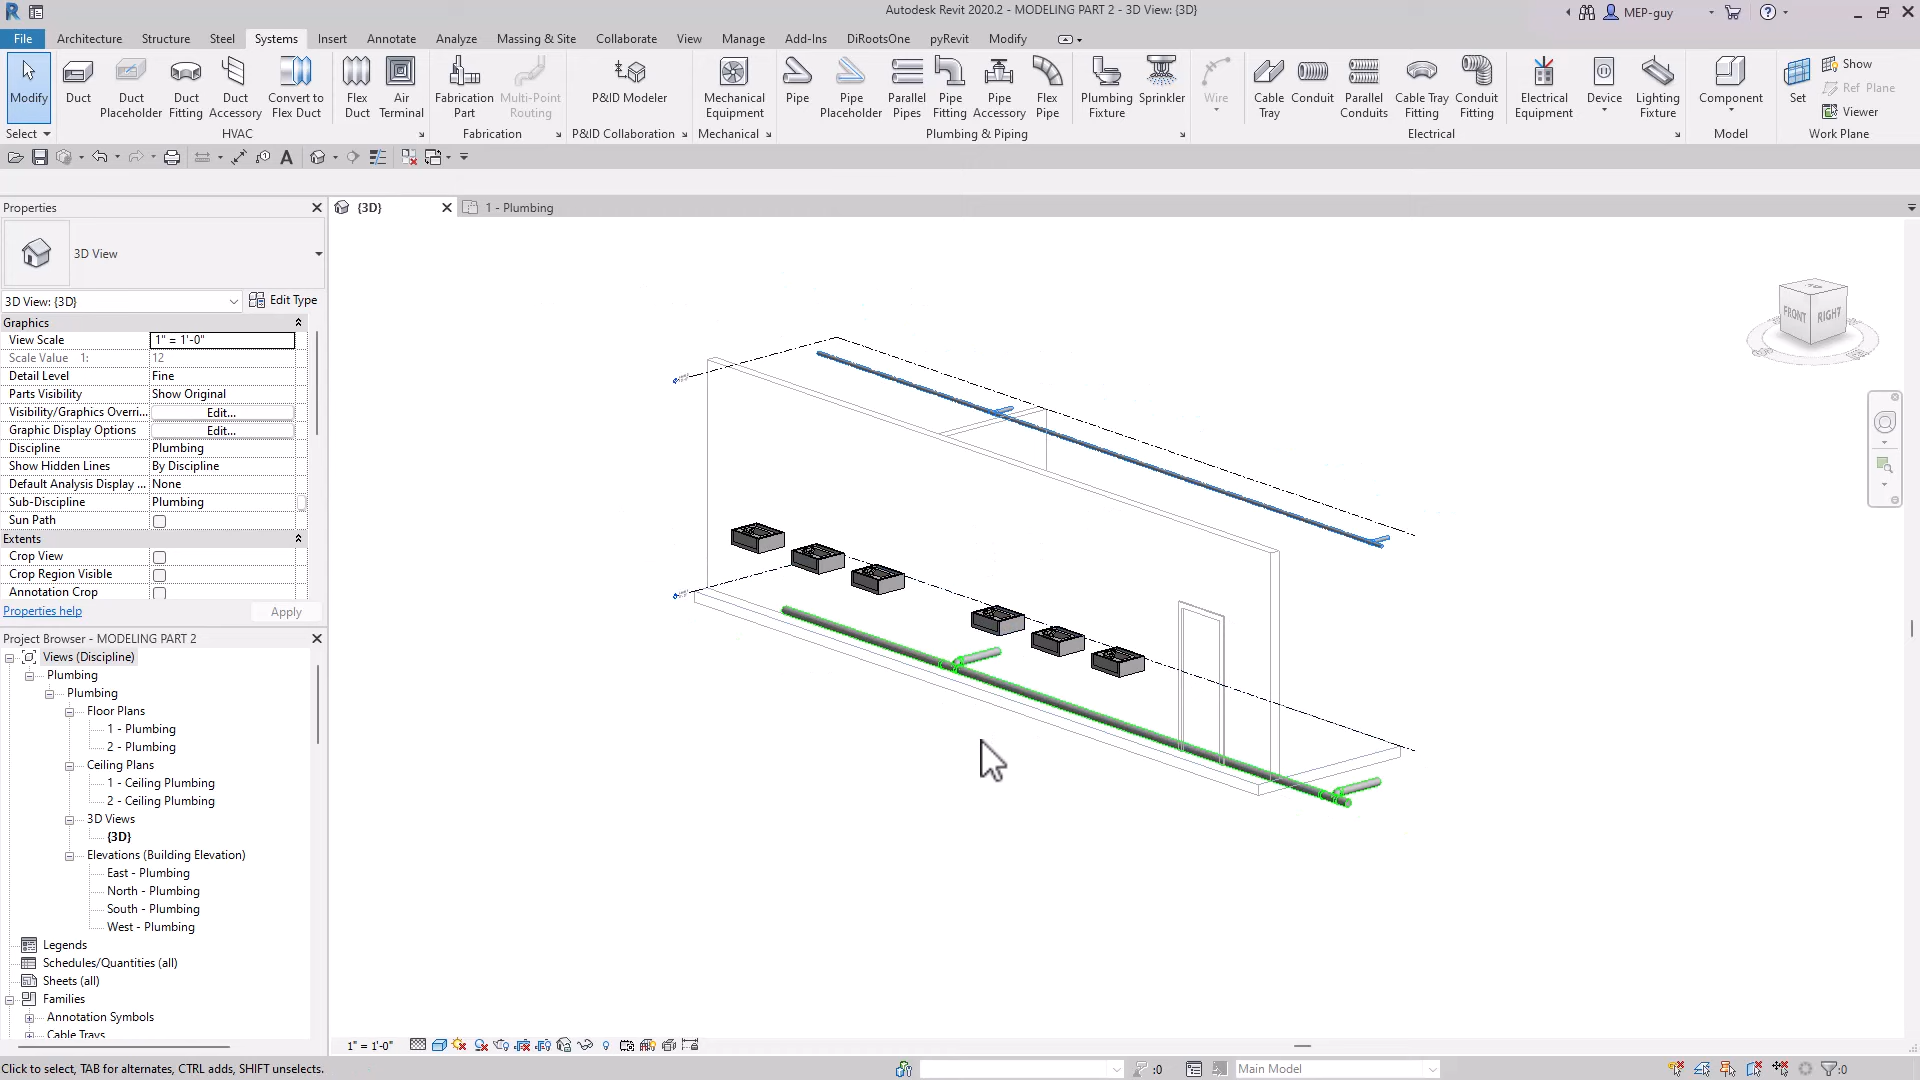 Autodesk Revit 2020.2 - MODELING PART 2 - 3D View: {3D}
MEP-guy
File Architecture Structure Steel Systems Insert Annotate Analyze Massing & Site Collaborate View Manage Add-Ins DiRootsOne pyRevit Modify
Modify Duct Duct Placeholder Duct Fitting Duct Accessory Convert to Flex Duct Flex Duct Air Terminal Fabrication Part Multi-Point Routing P&ID Modeler Mechanical Equipment Pipe Pipe Placeholder Parallel Pipes Pipe Fitting Pipe Accessory Flex Pipe Plumbing Fixture Sprinkler Wire Cable Tray Conduit Parallel Conduits Cable Tray Fitting Conduit Fitting Electrical Equipment Device Lighting Fixture Component Set Show Ref Plane Viewer
Select HVAC Fabrication P&ID Collaboration Mechanical Plumbing & Piping Electrical Model Work Plane
Properties
{3D} 1 - Plumbing
3D View
3D View: {3D} Edit Type
Graphics
View Scale 1" = 1'-0"
Scale Value 1: 12
Detail Level Fine
Parts Visibility Show Original
Visibility/Graphics Overri... Edit...
Graphic Display Options Edit...
Discipline Plumbing
Show Hidden Lines By Discipline
Default Analysis Display ... None
Sub-Discipline Plumbing
Sun Path
Extents
Crop View
Crop Region Visible
Annotation Crop
Properties help Apply
Project Browser - MODELING PART 2
Views (Discipline)
Plumbing
Plumbing
Floor Plans
1 - Plumbing
2 - Plumbing
Ceiling Plans
1 - Ceiling Plumbing
2 - Ceiling Plumbing
3D Views
{3D}
Elevations (Building Elevation)
East - Plumbing
North - Plumbing
South - Plumbing
West - Plumbing
Legends
Schedules/Quantities (all)
Sheets (all)
Families
Annotation Symbols
Cable Trays
FRONT RIGHT
1" = 1'-0"
Click to select, TAB for alternates, CTRL adds, SHIFT unselects.
:0 Main Model :0